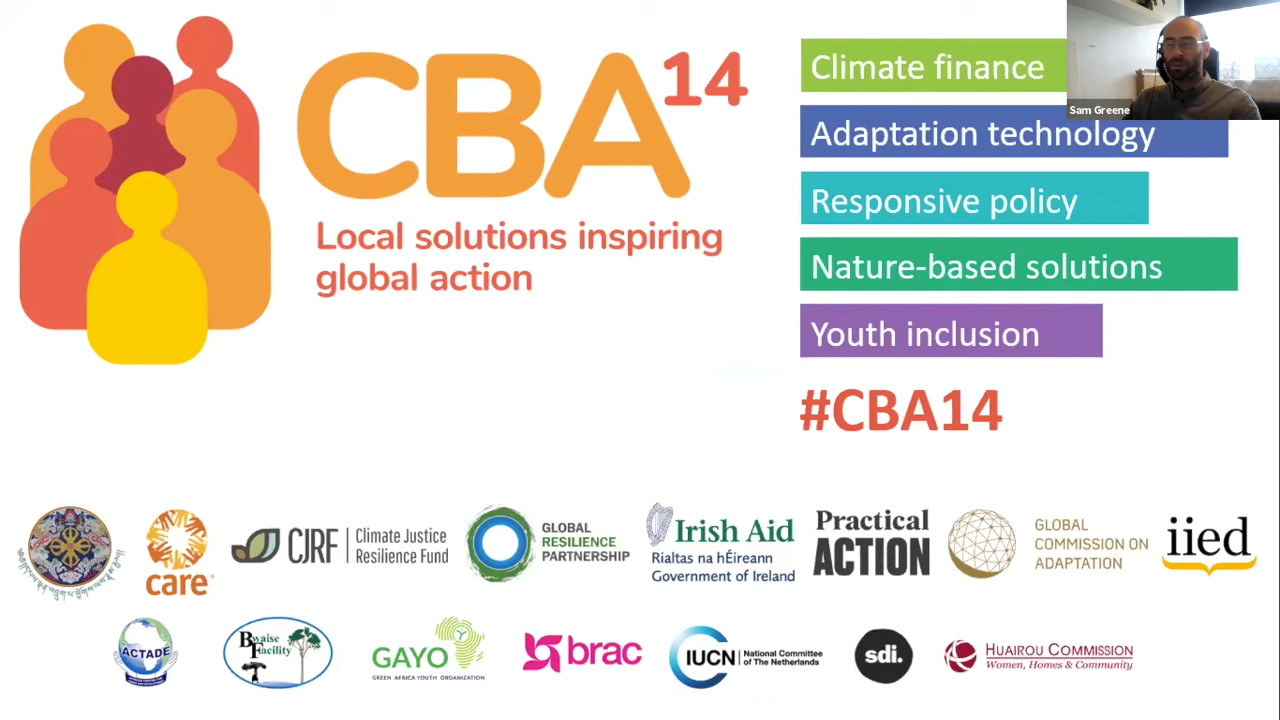 CBA14
Local solutions inspiring
global action
Climate finance
Sam Greene
Adaptation technology
Responsive policy
Nature-based solutions
Youth inclusion
#CBA14
care
CJRF
Climate Justice
Resilience Fund
GLOBAL
RESILIENCE
PARTNERSHIP
Irish Aid
Rialtas na hÉireann
Government of Ireland
Practical
ACTION
GLOBAL
COMMISSION ON
ADAPTATION
iied
ACTADE
Bwaise
Facility
GAYO
GREEN AFRICA YOUTH ORGANIZATION
brac
IUCN
National Committee
of The Netherlands
sdi.
HUAIROU COMMISSION
Women, Homes & Community